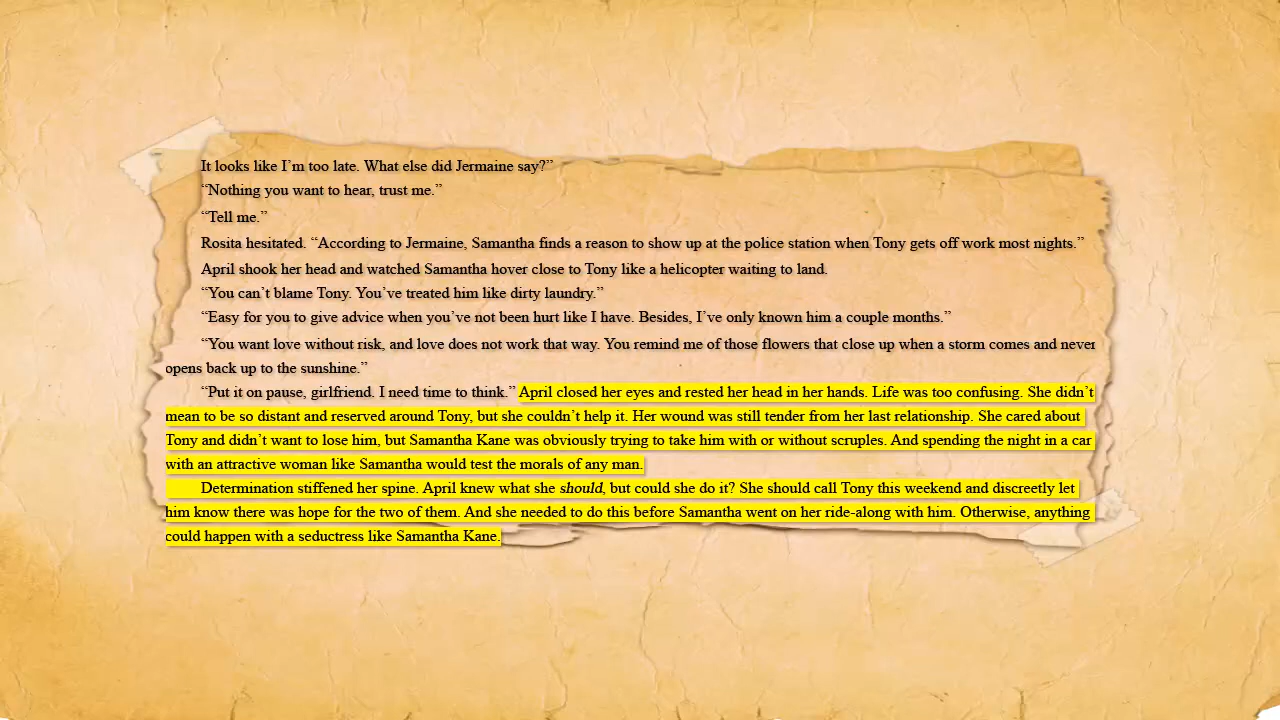 It looks like I’m too late. What else did Jermaine say?”
“Nothing you want to hear, trust me.”
“Tell me.”
Rosita hesitated. “According to Jermaine, Samantha finds a reason to show up at the police station when Tony gets off work most nights.”
April shook her head and watched Samantha hover close to Tony like a helicopter waiting to land.
“You can’t blame Tony. You’ve treated him like dirty laundry.”
“Easy for you to give advice when you’ve not been hurt like I have. Besides, I’ve only known him a couple months.”
“You want love without risk, and love does not work that way. You remind me of those flowers that close up when a storm comes and never
opens back up to the sunshine.”
“Put it on pause, girlfriend. I need time to think.” April closed her eyes and rested her head in her hands. Life was too confusing. She didn’t
mean to be so distant and reserved around Tony, but she couldn’t help it. Her wound was still tender from her last relationship. She cared about
Tony and didn’t want to lose him, but Samantha Kane was obviously trying to take him with or without scruples. And spending the night in a car
with an attractive woman like Samantha would test the morals of any man.
Determination stiffened her spine. April knew what she should, but could she do it? She should call Tony this weekend and discreetly let
him know there was hope for the two of them. And she needed to do this before Samantha went on her ride-along with him. Otherwise, anything
could happen with a seductress like Samantha Kane.